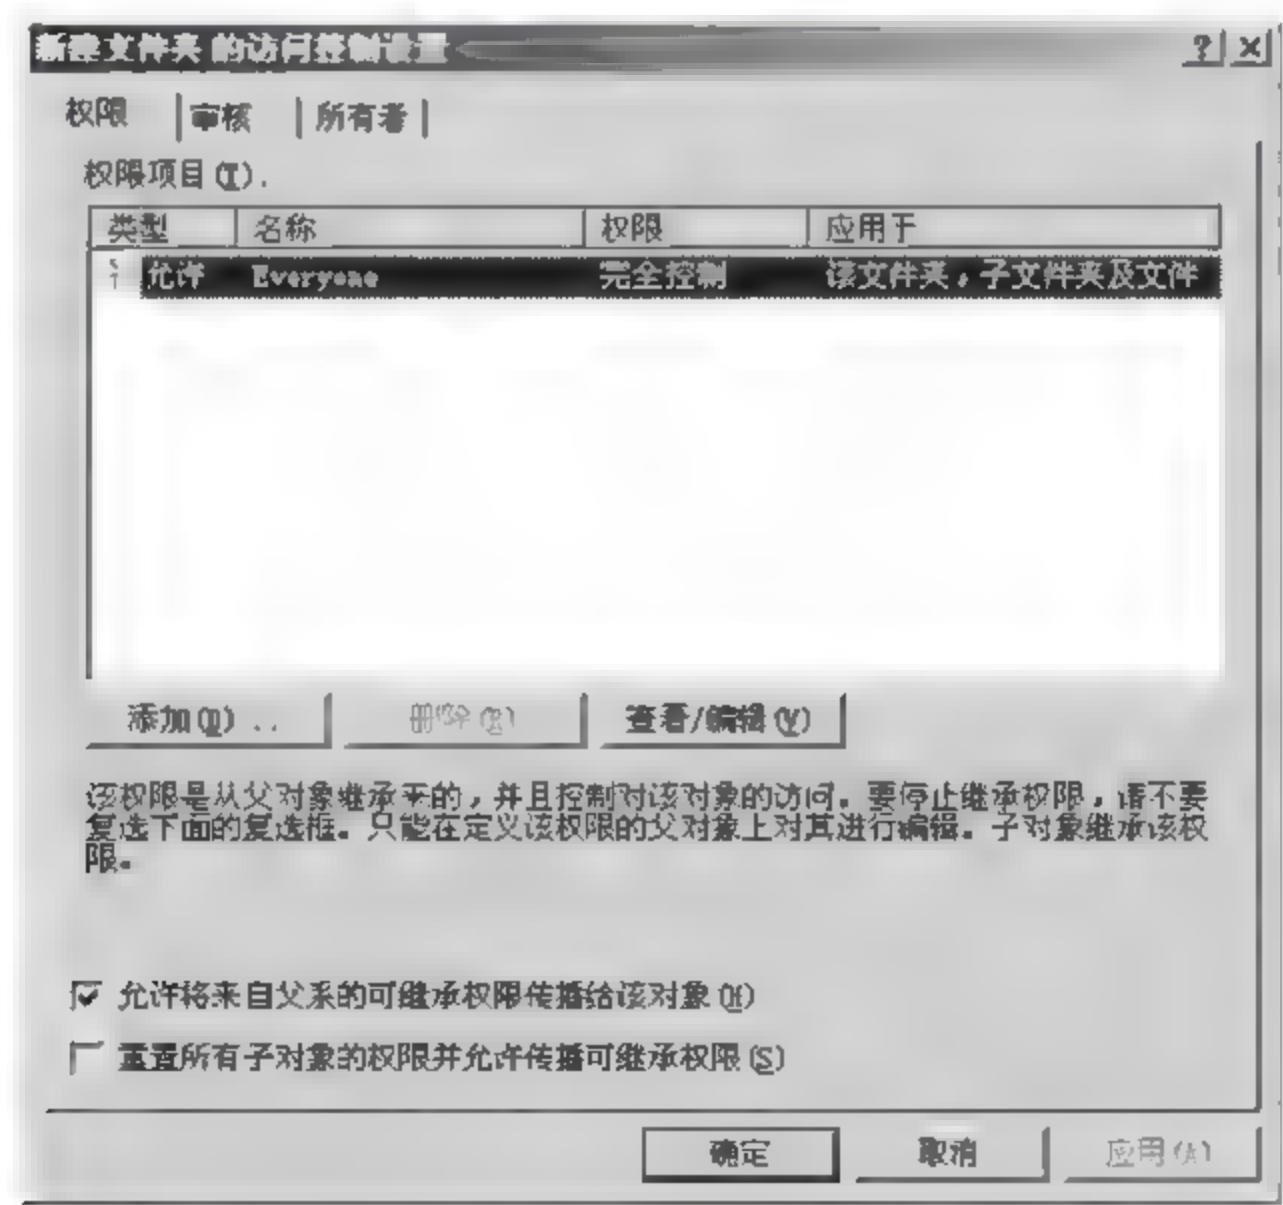 新建文件夹 的访问控制设置
权限 审核 所有者
权限项目(T).
类型 名称 权限 应用于
允许 Everyone 完全控制 该文件夹，子文件夹及文件
添加(D) .. 删除(R) 查看/编辑(V)
该权限是从父对象继承来的，并且控制对该对象的访问。要停止继承权限，请不要
复选下面的复选框。只能在定义该权限的父对象上对其进行编辑。子对象继承该权
限。
允许将来自父系的可继承权限传播给该对象(H)
重置所有子对象的权限并允许传播可继承权限(S)
确定 取消 应用(A)